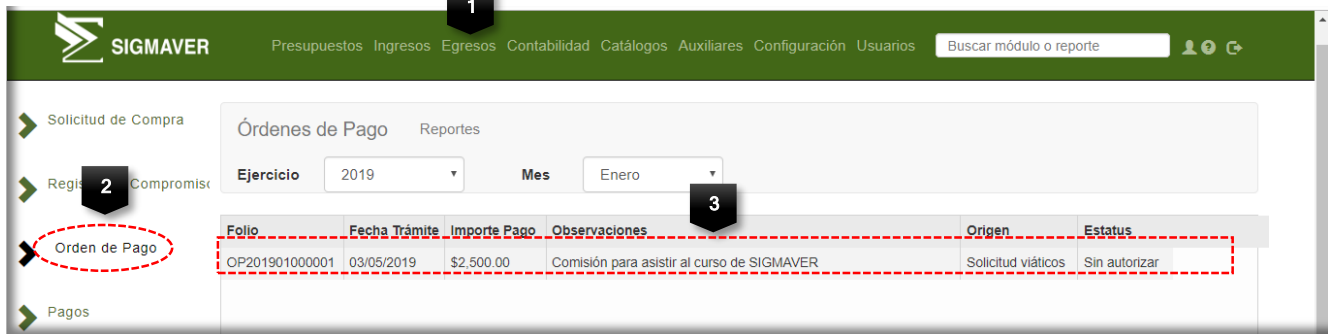 1
SIGMAVER
Presupuestos Ingresos Egresos Contabilidad Catálogos Auxiliares Configuración Usuarios
Buscar módulo o reporte
Solicitud de Compra
Órdenes de Pago Reportes
Ejercicio 2019 Mes Enero
2 Compromiso
3
Orden de Pago
Folio Fecha Trámite Importe Pago Observaciones Origen Estatus
OP201901000001 03/05/2019 $2,500.00 Comisión para asistir al curso de SIGMAVER Solicitud viáticos Sin autorizar
Pagos